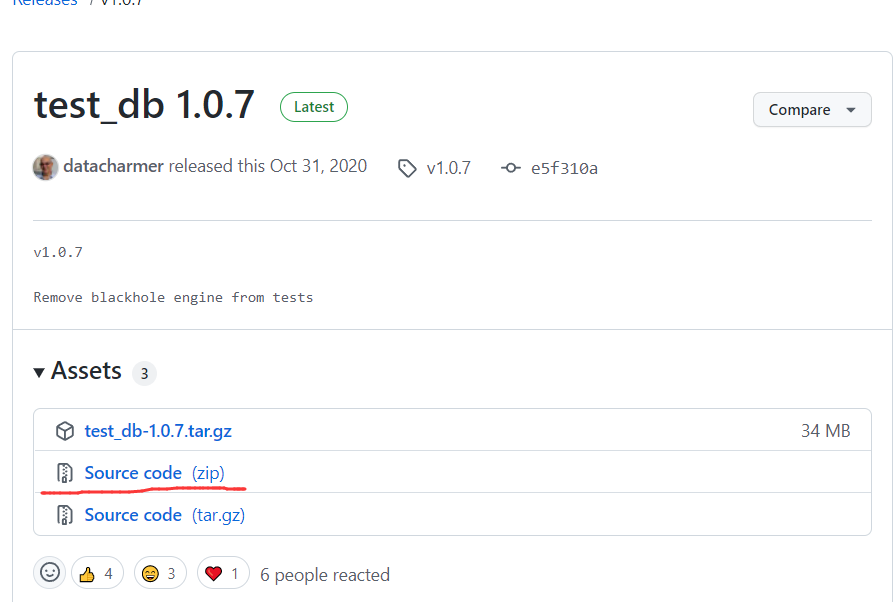 Releases / v1.0.7
test_db 1.0.7 Latest
Compare
datacharmer released this Oct 31, 2020 v1.0.7 e5f310a
v1.0.7
Remove blackhole engine from tests
Assets 3
test_db-1.0.7.tar.gz 34 MB
Source code (zip)
Source code (tar.gz)
4 3 1 6 people reacted